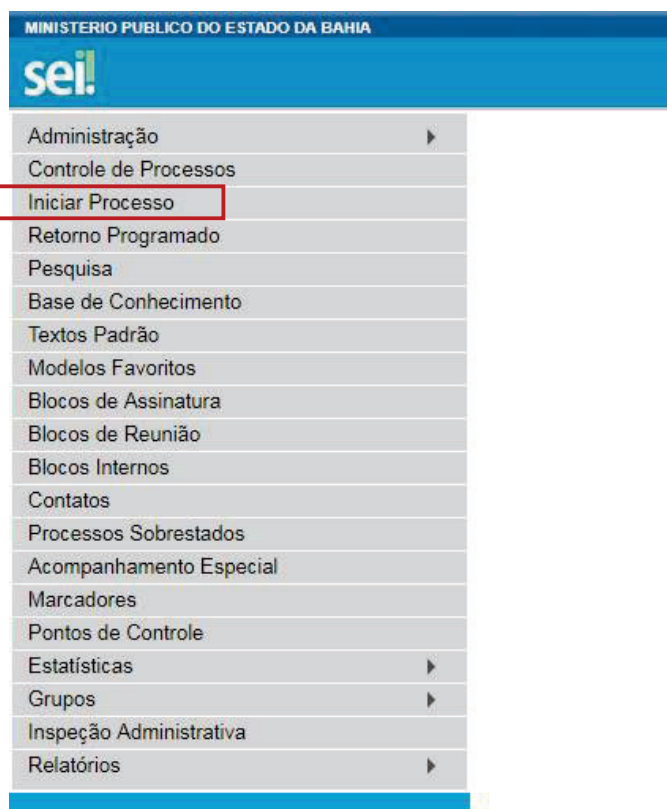 MINISTERIO PUBLICO DO ESTADO DA BAHIA
sei!
Administração
Controle de Processos
Iniciar Processo
Retorno Programado
Pesquisa
Base de Conhecimento
Textos Padrão
Modelos Favoritos
Blocos de Assinatura
Blocos de Reunião
Blocos Internos
Contatos
Processos Sobrestados
Acompanhamento Especial
Marcadores
Pontos de Controle
Estatísticas
Grupos
Inspeção Administrativa
Relatórios